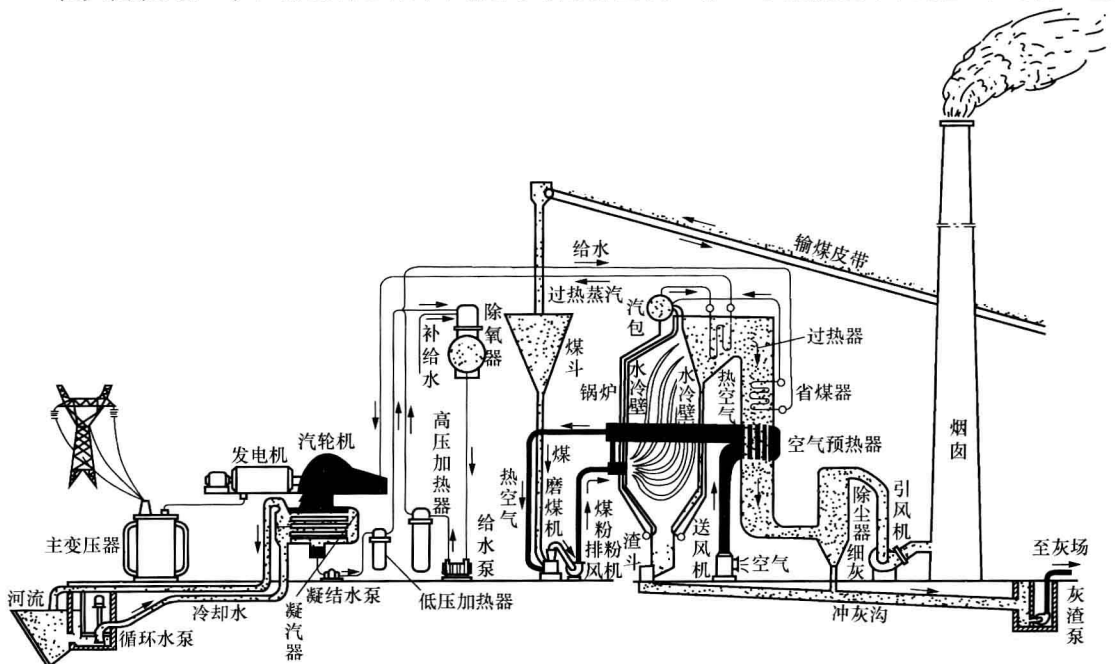 给水
输煤皮带
过热蒸汽
汽包
除氧器
补给水
煤斗
过热器
锅炉
水冷壁
水冷壁
热空气
省煤器
高压加热器
烟囱
汽轮机
发电机
空气预热器
煤
热空气
磨煤机
煤粉
排粉风机
除尘器
引风机
给水泵
渣斗
送风机
细灰
主变压器
空气
至灰场
河流
冷却水
凝结水泵
低压加热器
冲灰沟
灰渣泵
循环水泵
凝汽器